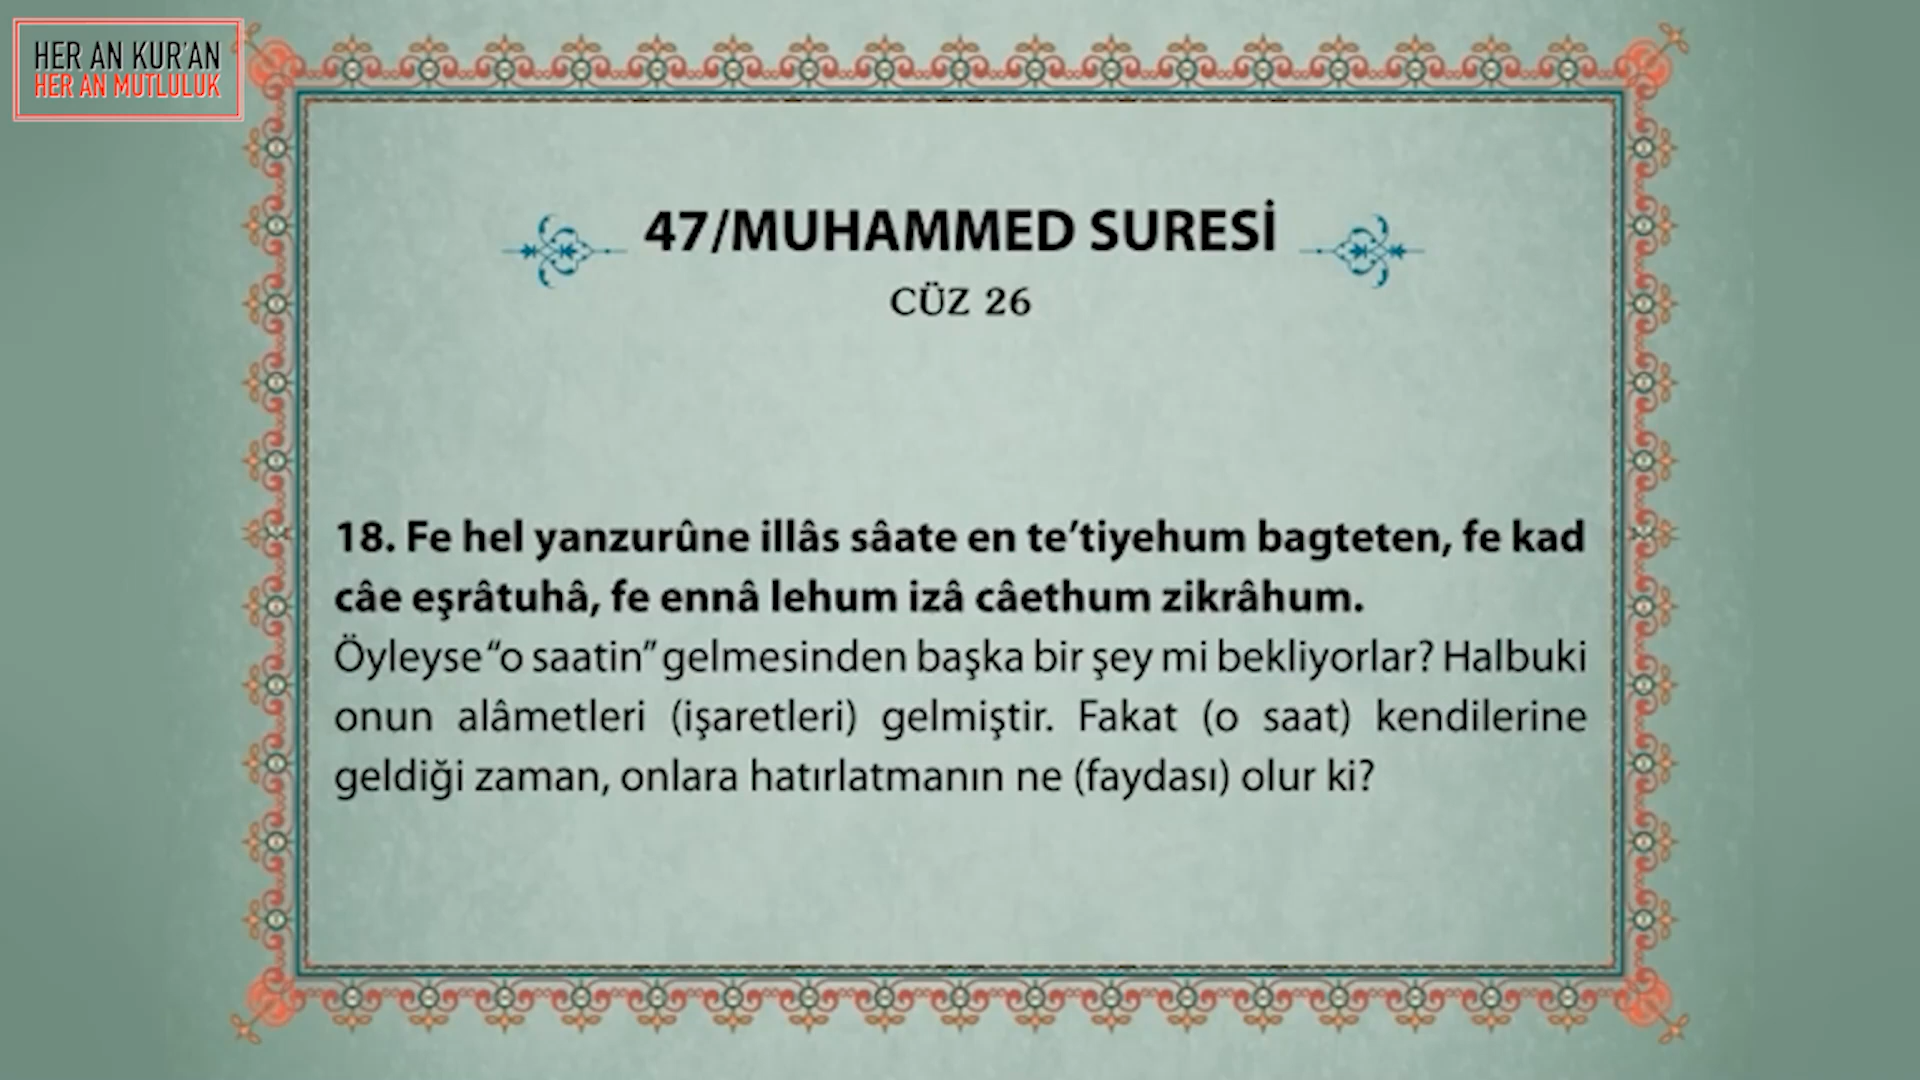 HER AN KUR'AN
HER AN MUTLULUK
47/MUHAMMED SURESİ
CÜZ 26
18. Fe hel yanzurûne illâs sâate en te’tiyehum bagteten, fe kad
câe eşrâtuhâ, fe ennâ lehum izâ câethum zikrâhum.
Öyleyse “o saatin” gelmesinden başka bir şey mi bekliyorlar? Halbuki
onun alâmetleri (işaretleri) gelmiştir. Fakat (o saat) kendilerine
geldiği zaman, onlara hatırlatmanın ne (faydası) olur ki?